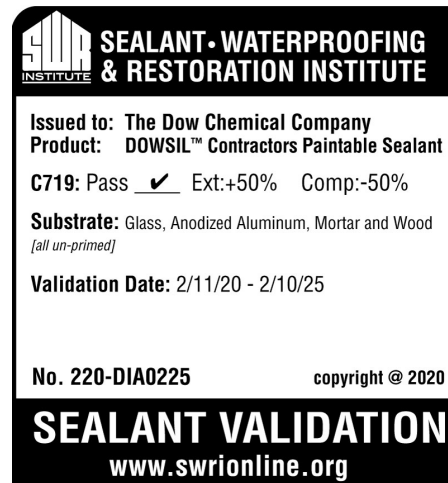 SWR
INSTITUTE
SEALANT • WATERPROOFING
& RESTORATION INSTITUTE
Issued to: The Dow Chemical Company
Product: DOWSIL™ Contractors Paintable Sealant
C719: Pass ✔ Ext:+50% Comp:-50%
Substrate: Glass, Anodized Aluminum, Mortar and Wood
[all un-primed]
Validation Date: 2/11/20 - 2/10/25
No. 220-DIA0225 copyright @ 2020
SEALANT VALIDATION
www.swrionline.org